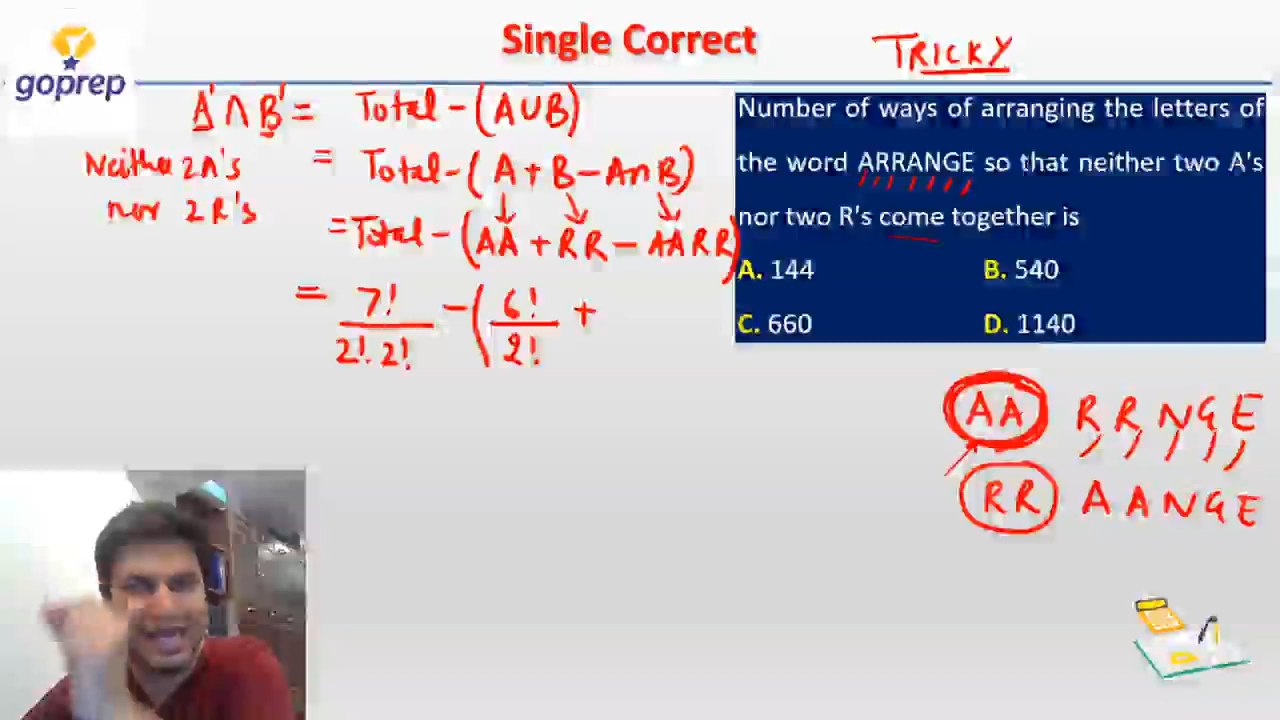 goprep
Single Correct
TRICKY
A' ∩ B' = Total - (A∪B)
Neither 2A's
nor 2R's
= Total - (A + B - A∩B)
= Total - (AA + RR - AARR)
= 7!/2!.2! - (6!/2! +
Number of ways of arranging the letters of
the word ARRANGE so that neither two A's
nor two R's come together is
A. 144 B. 540
C. 660 D. 1140
AA R R N G E
RR A A N G E